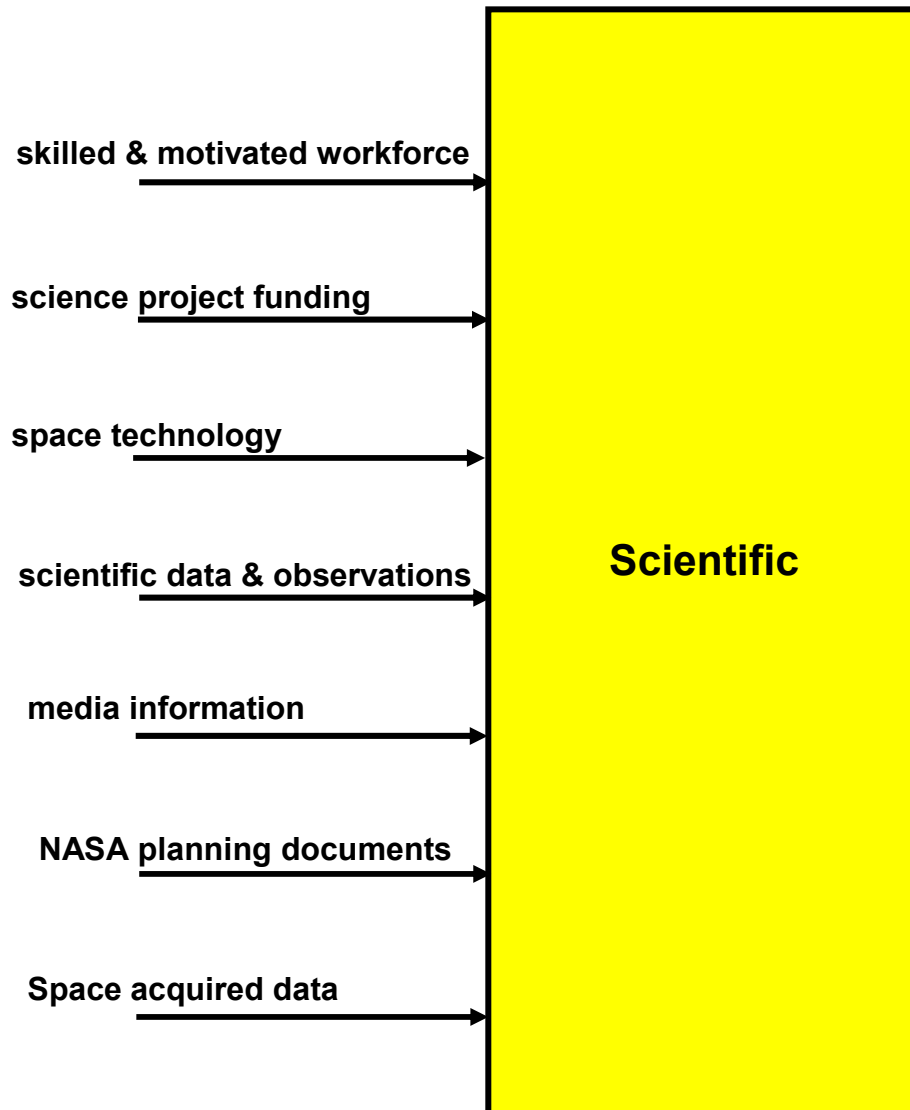 skilled & motivated workforce
science project funding
space technology
scientific data & observations
Scientific
media information
NASA planning documents
Space acquired data